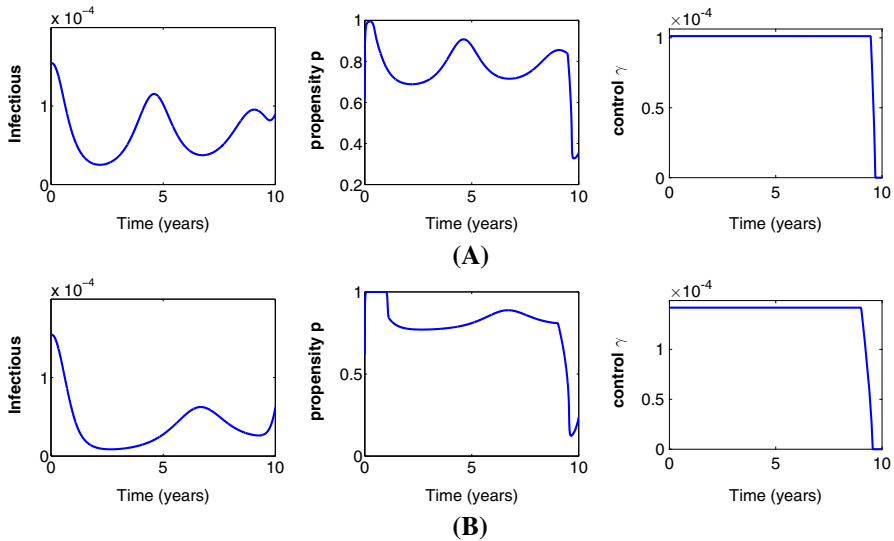 x 10⁻⁴
1
0
0
5
10
Infectious
Time (years)
1
0.8
0.6
0.4
0.2
0
5
10
propensity p
Time (years)
×10⁻⁴
1
0.5
0
0
5
10
control γ
Time (years)
(A)
x 10⁻⁴
1
0
0
5
10
Infectious
Time (years)
1
0.5
0
0
5
10
propensity p
Time (years)
×10⁻⁴
1
0.5
0
0
5
10
control γ
Time (years)
(B)